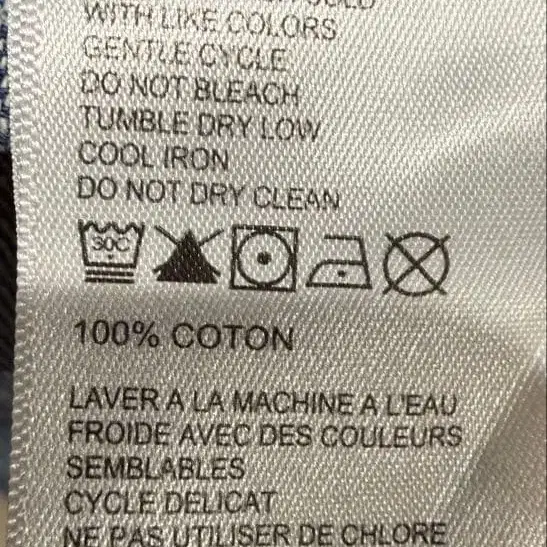 WITH LIKE COLORS
GENTLE CYCLE
DO NOT BLEACH
TUMBLE DRY LOW
COOL IRON
DO NOT DRY CLEAN
30C
100% COTON
LAVER A LA MACHINE A L'EAU
FROIDE AVEC DES COULEURS
SEMBLABLES
CYCLE DELICAT
NE PAS UTILISER DE CHLORE